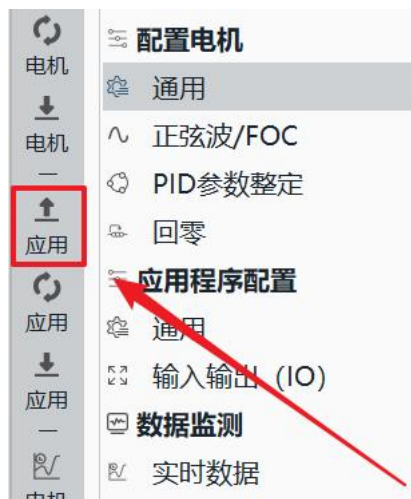 电机
电机
应用
应用
应用
电机
配置电机
通用
正弦波/FOC
PID参数整定
回零
应用程序配置
通用
输入输出（IO）
数据监测
实时数据